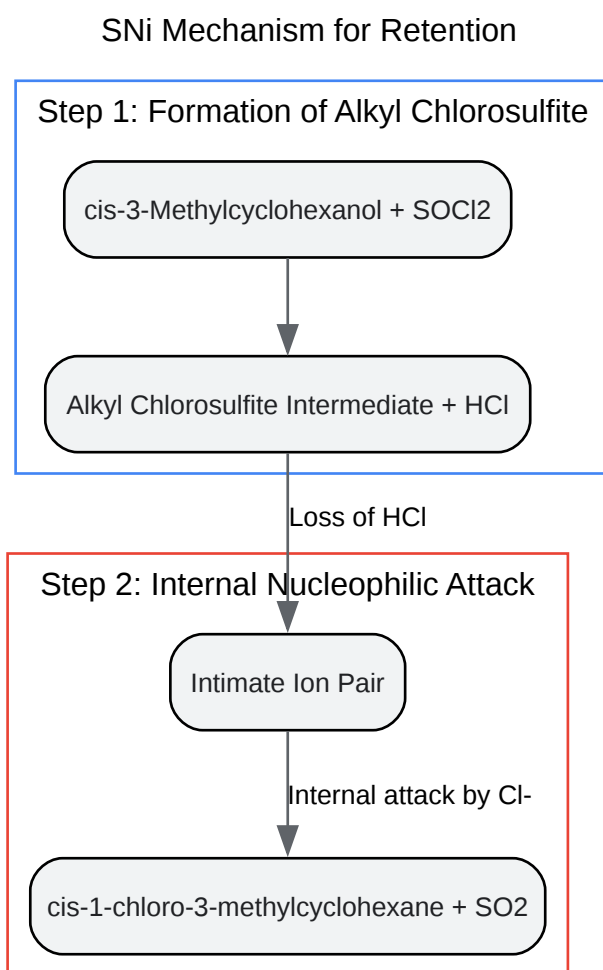 SNi Mechanism for Retention
Step 1: Formation of Alkyl Chlorosulfite
cis-3-Methylcyclohexanol + SOCl2
Alkyl Chlorosulfite Intermediate + HCl
Loss of HCl
Step 2: Internal Nucleophilic Attack
Intimate Ion Pair
Internal attack by Cl-
cis-1-chloro-3-methylcyclohexane + SO2